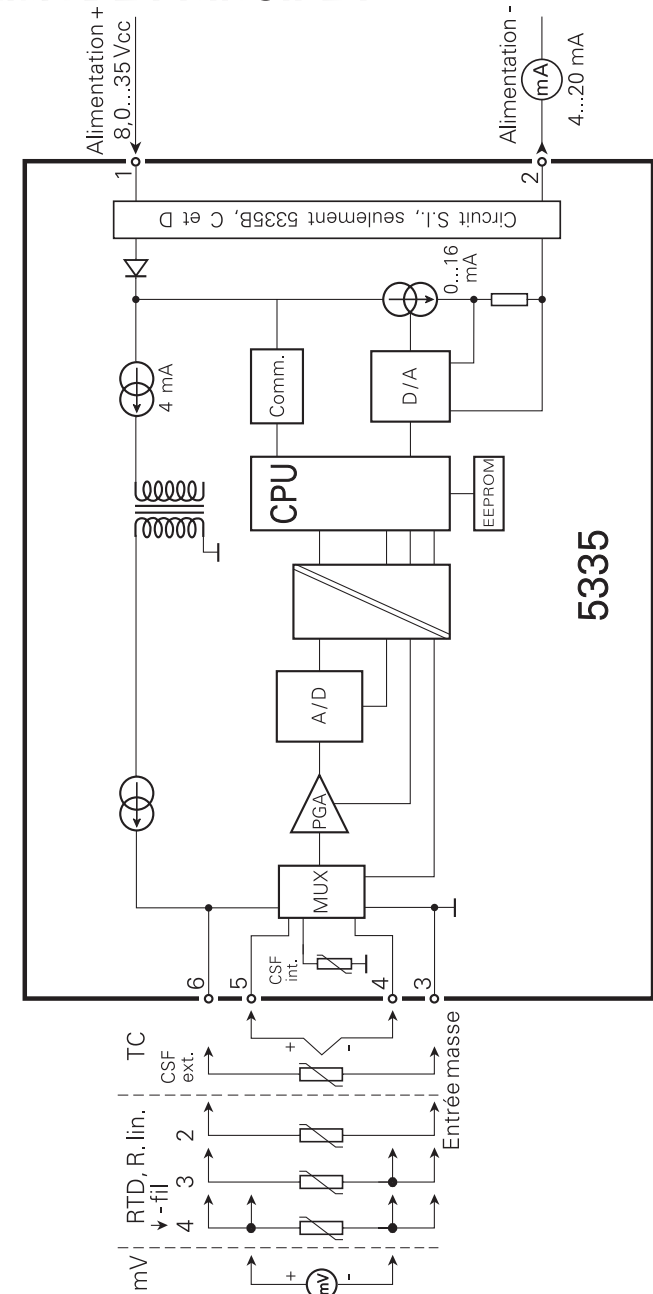 Alimentation +
8,0...35 Vcc
Alimentation -
mA
4...20 mA
1
2
Circuit S.I., seulement 5335B, C et D
4 mA
0...16
mA
Comm.
D/A
CPU
EEPROM
A/D
PGA
MUX
CSF
int.
5335
6
5
4
3
TC
CSF
ext.
Entrée masse
RTD, R. lin.
-fil
2
3
4
mV
+
-
+
-
mV